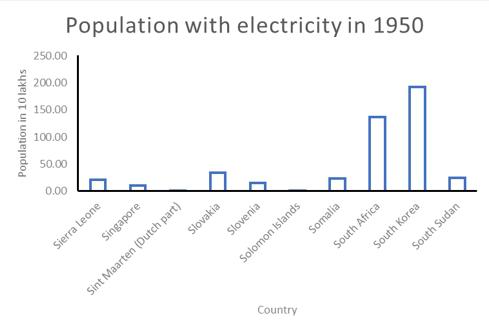 Population with electricity in 1950
Population in 10 lakhs
250.00
200.00
150.00
100.00
50.00
0.00
Sierra Leone
Singapore
Sint Maarten (Dutch part)
Slovakia
Slovenia
Solomon Islands
Somalia
South Africa
South Korea
South Sudan
Country